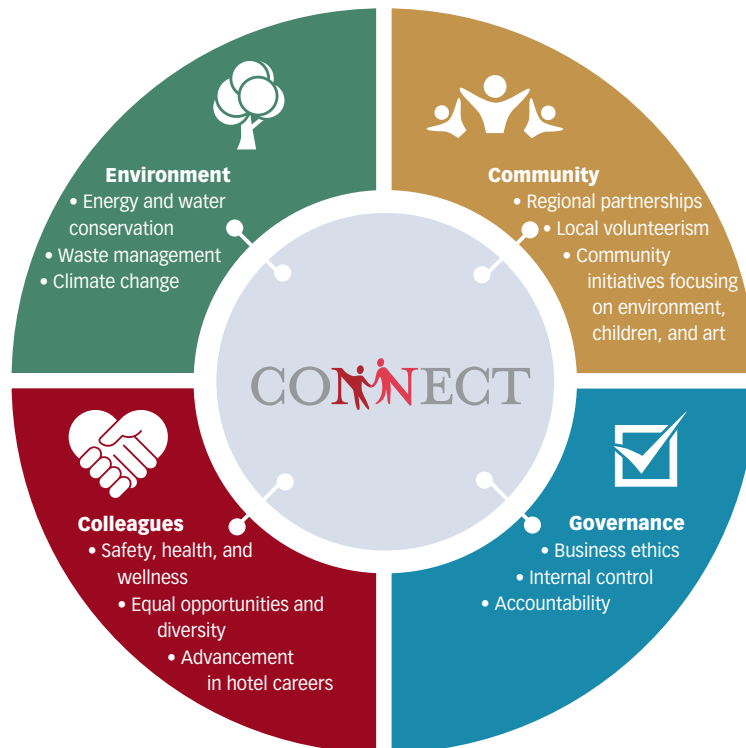 Environment
• Energy and water
conservation
• Waste management
• Climate change
Community
• Regional partnerships
• Local volunteerism
• Community
initiatives focusing
on environment,
children, and art
CONNECT
Colleagues
• Safety, health, and
wellness
• Equal opportunities and
diversity
• Advancement
in hotel careers
Governance
• Business ethics
• Internal control
• Accountability